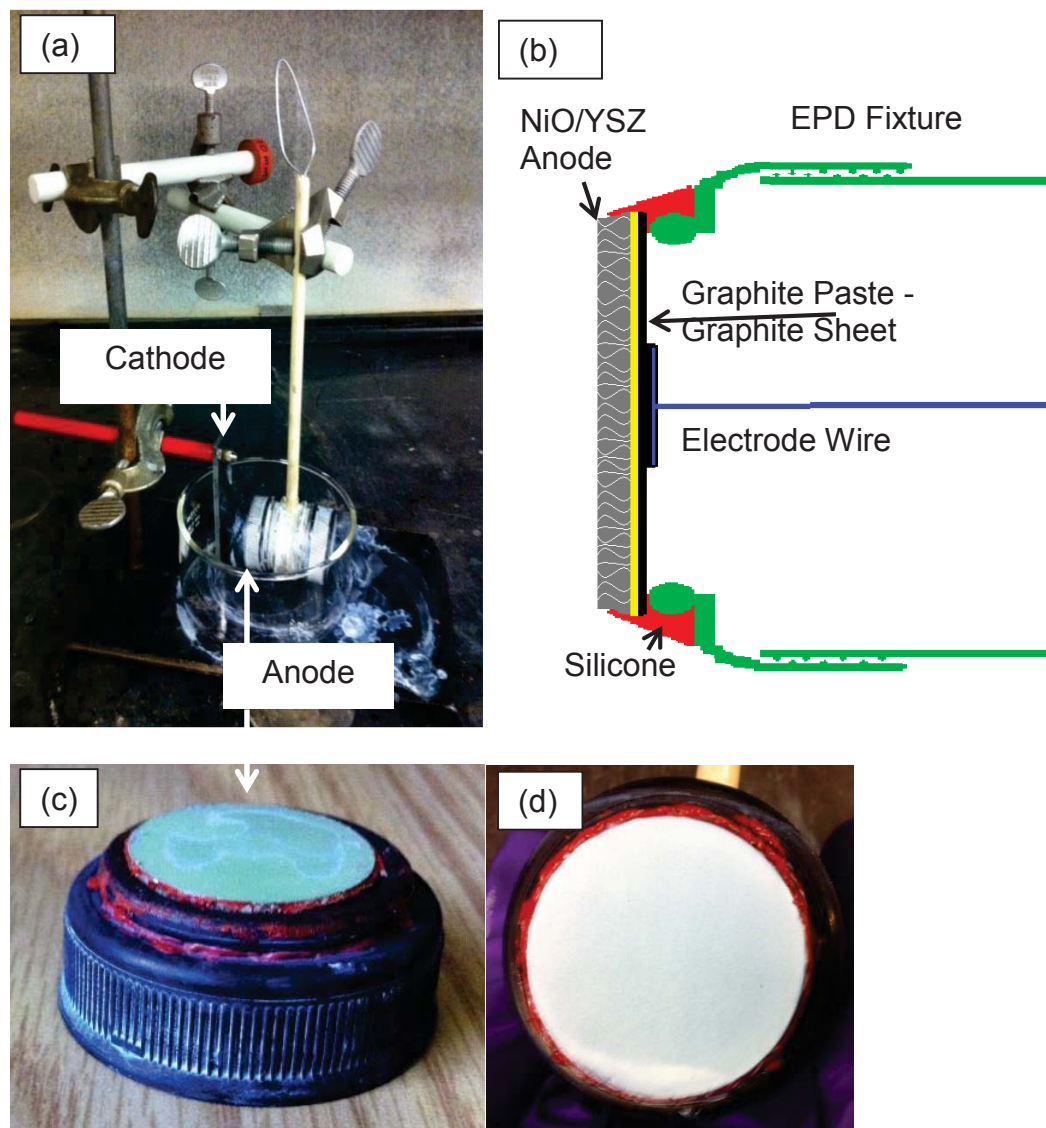 (a)
Cathode
Anode
(b)
NiO/YSZ
Anode
EPD Fixture
Graphite Paste -
Graphite Sheet
Electrode Wire
Silicone
(c)
(d)